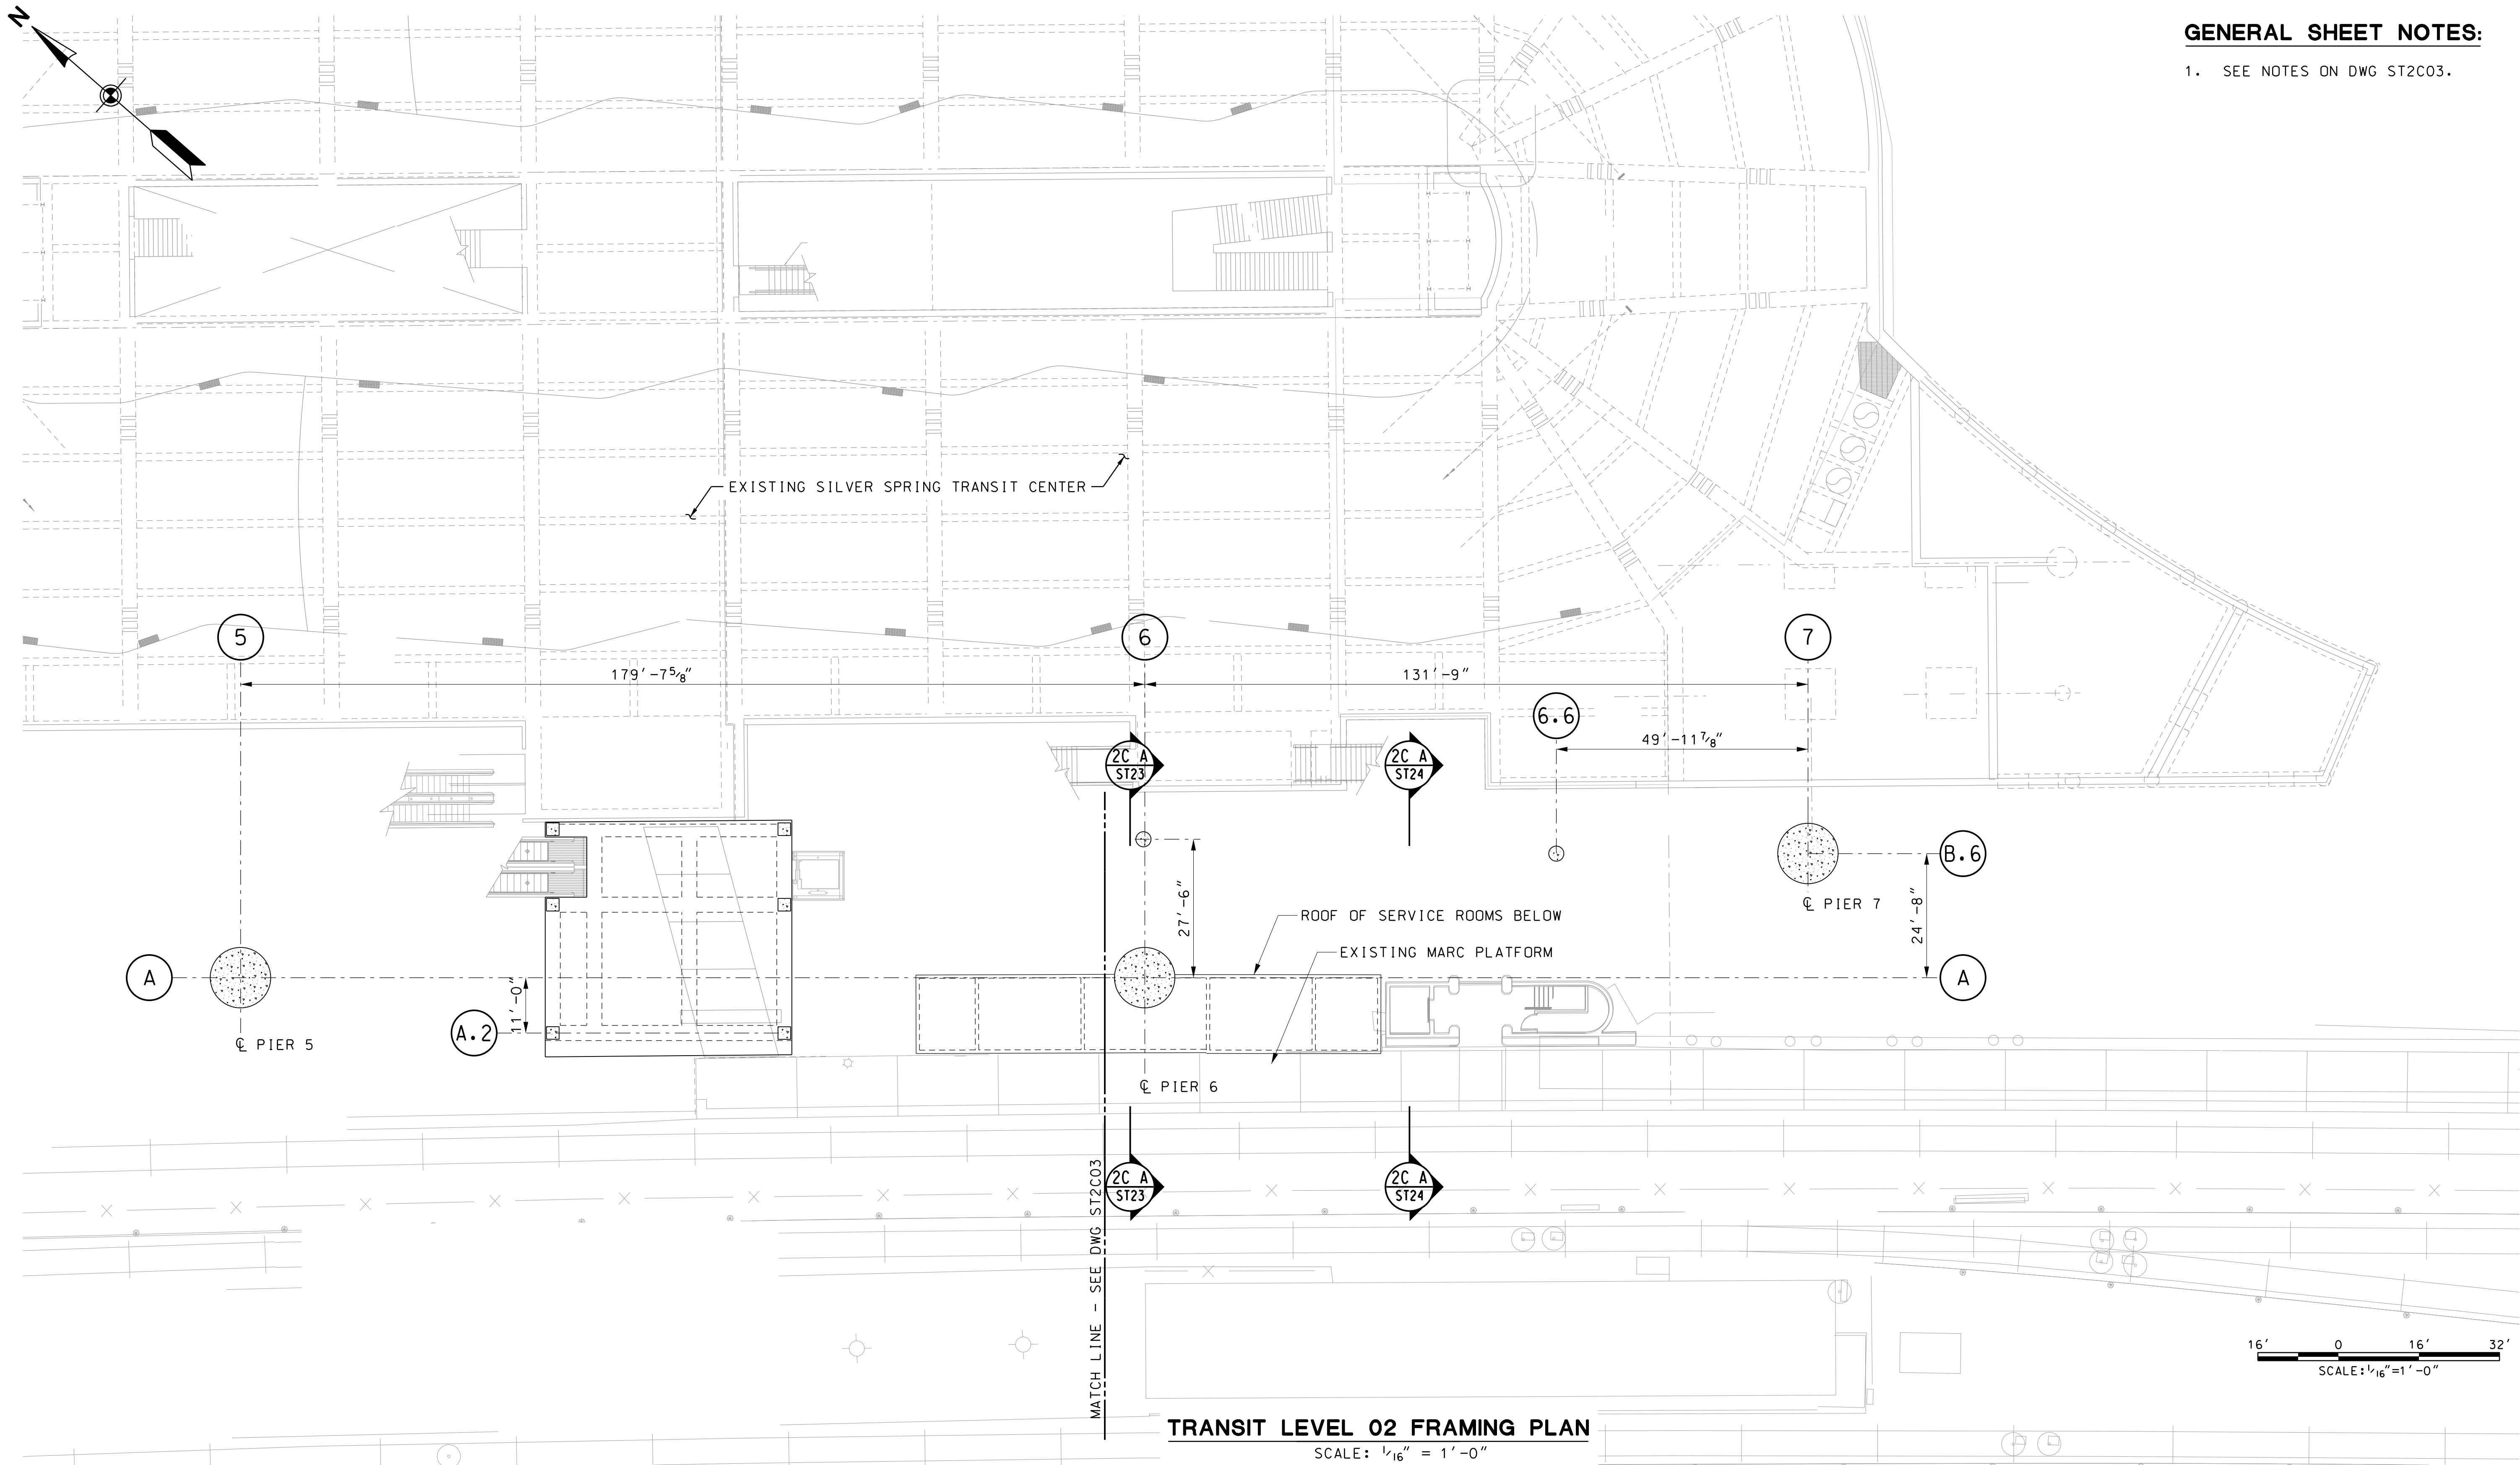 N
GENERAL SHEET NOTES:
1. SEE NOTES ON DWG ST2C03.
EXISTING SILVER SPRING TRANSIT CENTER
5
6
7
179'-7⅝"
131'-9"
6.6
49'-11⅞"
2C A
ST23
2C A
ST24
27'-6"
B.6
℄ PIER 7
24'-8"
ROOF OF SERVICE ROOMS BELOW
EXISTING MARC PLATFORM
A
A
11'-0"
A.2
℄ PIER 5
℄ PIER 6
2C A
ST23
2C A
ST24
MATCH LINE - SEE DWG ST2C03
16' 0 16' 32'
SCALE:1/16"=1'-0"
TRANSIT LEVEL 02 FRAMING PLAN
SCALE: 1/16" = 1'-0"